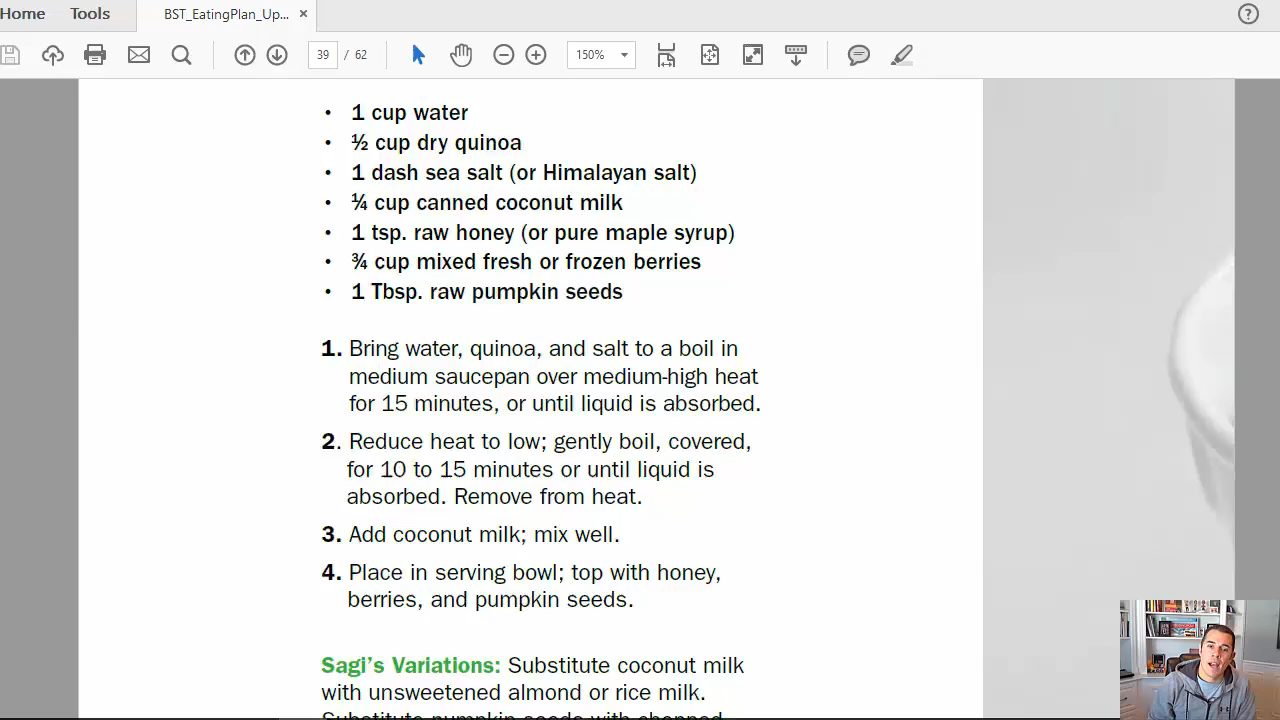 Home Tools BST_EatingPlan_Up... ×
39 / 62 150%
• 1 cup water
• ½ cup dry quinoa
• 1 dash sea salt (or Himalayan salt)
• ¼ cup canned coconut milk
• 1 tsp. raw honey (or pure maple syrup)
• ¾ cup mixed fresh or frozen berries
• 1 Tbsp. raw pumpkin seeds
1. Bring water, quinoa, and salt to a boil in
medium saucepan over medium-high heat
for 15 minutes, or until liquid is absorbed.
2. Reduce heat to low; gently boil, covered,
for 10 to 15 minutes or until liquid is
absorbed. Remove from heat.
3. Add coconut milk; mix well.
4. Place in serving bowl; top with honey,
berries, and pumpkin seeds.
Sagi's Variations: Substitute coconut milk
with unsweetened almond or rice milk.
Substitute pumpkin seeds with chopped